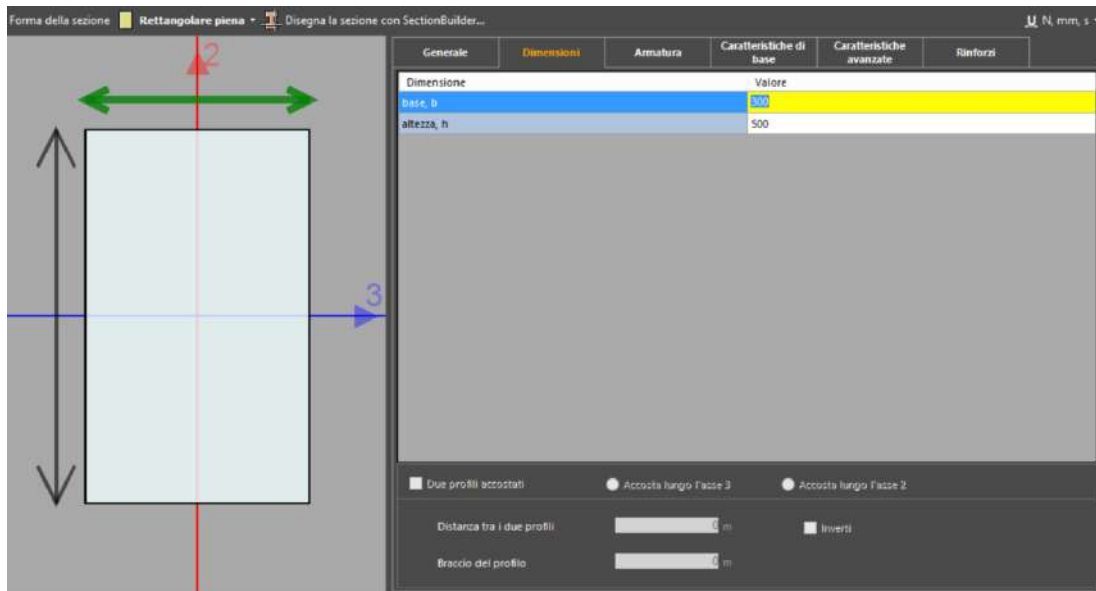 Forma della sezione Rettangolare piena Disegna la sezione con SectionBuilder... U N, mm, s
2
3
Generale Dimensioni Armatura Caratteristiche di base Caratteristiche avanzate Rinforzi
Dimensione Valore
base, b 300
altezza, h 500
Due profili accostati Accosta lungo l'asse 3 Accosta lungo l'asse 2
Distanza tra i due profili 0 m Inverti
Braccio del profilo 0 m